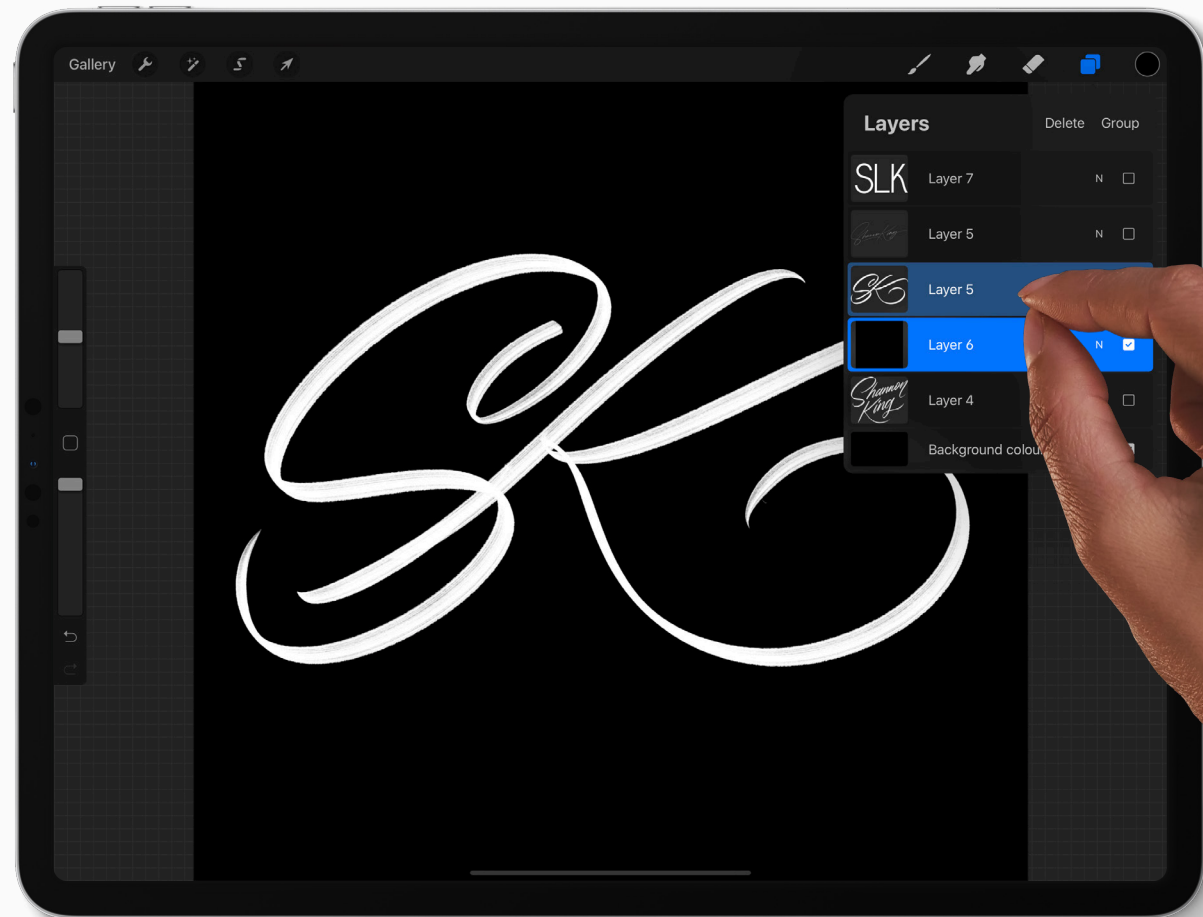 Gallery
Layers
Delete Group
SLK Layer 7 N
Layer 5 N
SK Layer 5
Layer 6 N
Shannon
King
Layer 4
Background colou
SK